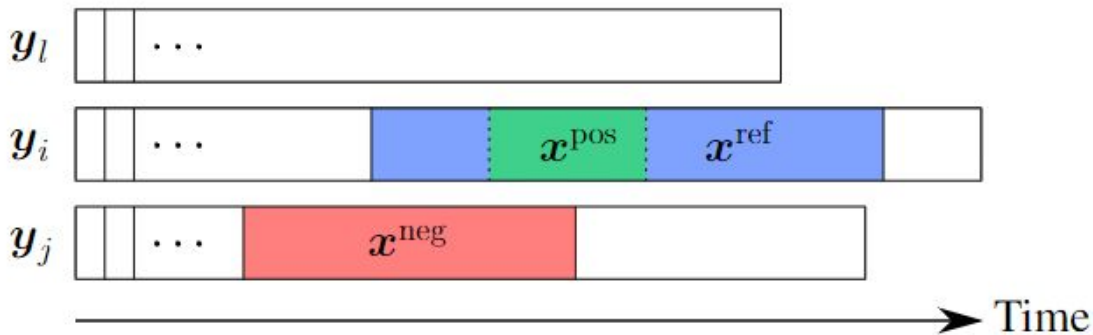 y_l ...
y_i ... x^pos x^ref
y_j ... x^neg
Time